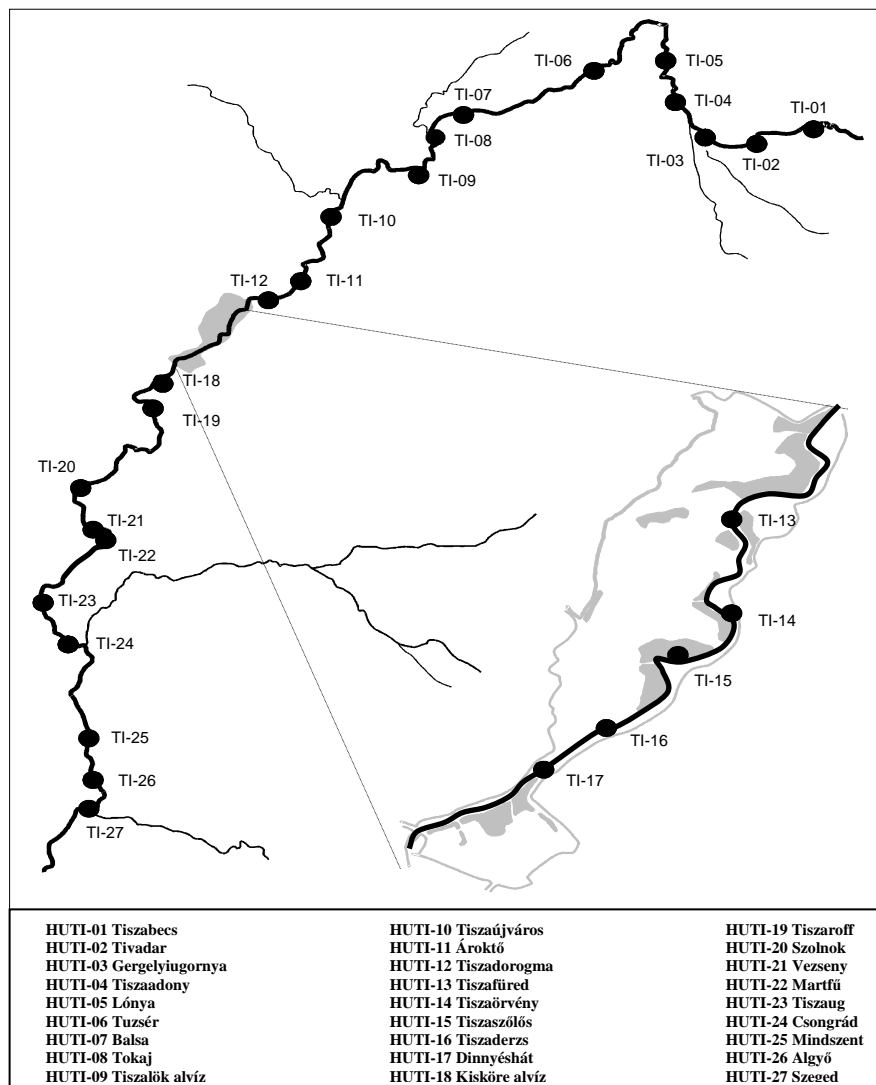 TI-06
TI-05
TI-07
TI-04
TI-01
TI-08
TI-03
TI-02
TI-09
TI-10
TI-12
TI-11
TI-18
TI-19
TI-20
TI-13
TI-21
TI-22
TI-23
TI-14
TI-24
TI-15
TI-25
TI-16
TI-26
TI-17
TI-27
HUTI-01 Tiszabecs
HUTI-02 Tivadar
HUTI-03 Gergelyiugornya
HUTI-04 Tiszaadony
HUTI-05 Lónya
HUTI-06 Tuzsér
HUTI-07 Balsa
HUTI-08 Tokaj
HUTI-09 Tiszalök alvíz
HUTI-10 Tiszaújváros
HUTI-11 Ároktő
HUTI-12 Tiszadorogma
HUTI-13 Tiszafüred
HUTI-14 Tiszaörvény
HUTI-15 Tiszaszőlős
HUTI-16 Tiszaderzs
HUTI-17 Dinnyéshát
HUTI-18 Kisköre alvíz
HUTI-19 Tiszaroff
HUTI-20 Szolnok
HUTI-21 Vezseny
HUTI-22 Martfű
HUTI-23 Tiszaug
HUTI-24 Csongrád
HUTI-25 Mindszent
HUTI-26 Algyő
HUTI-27 Szeged